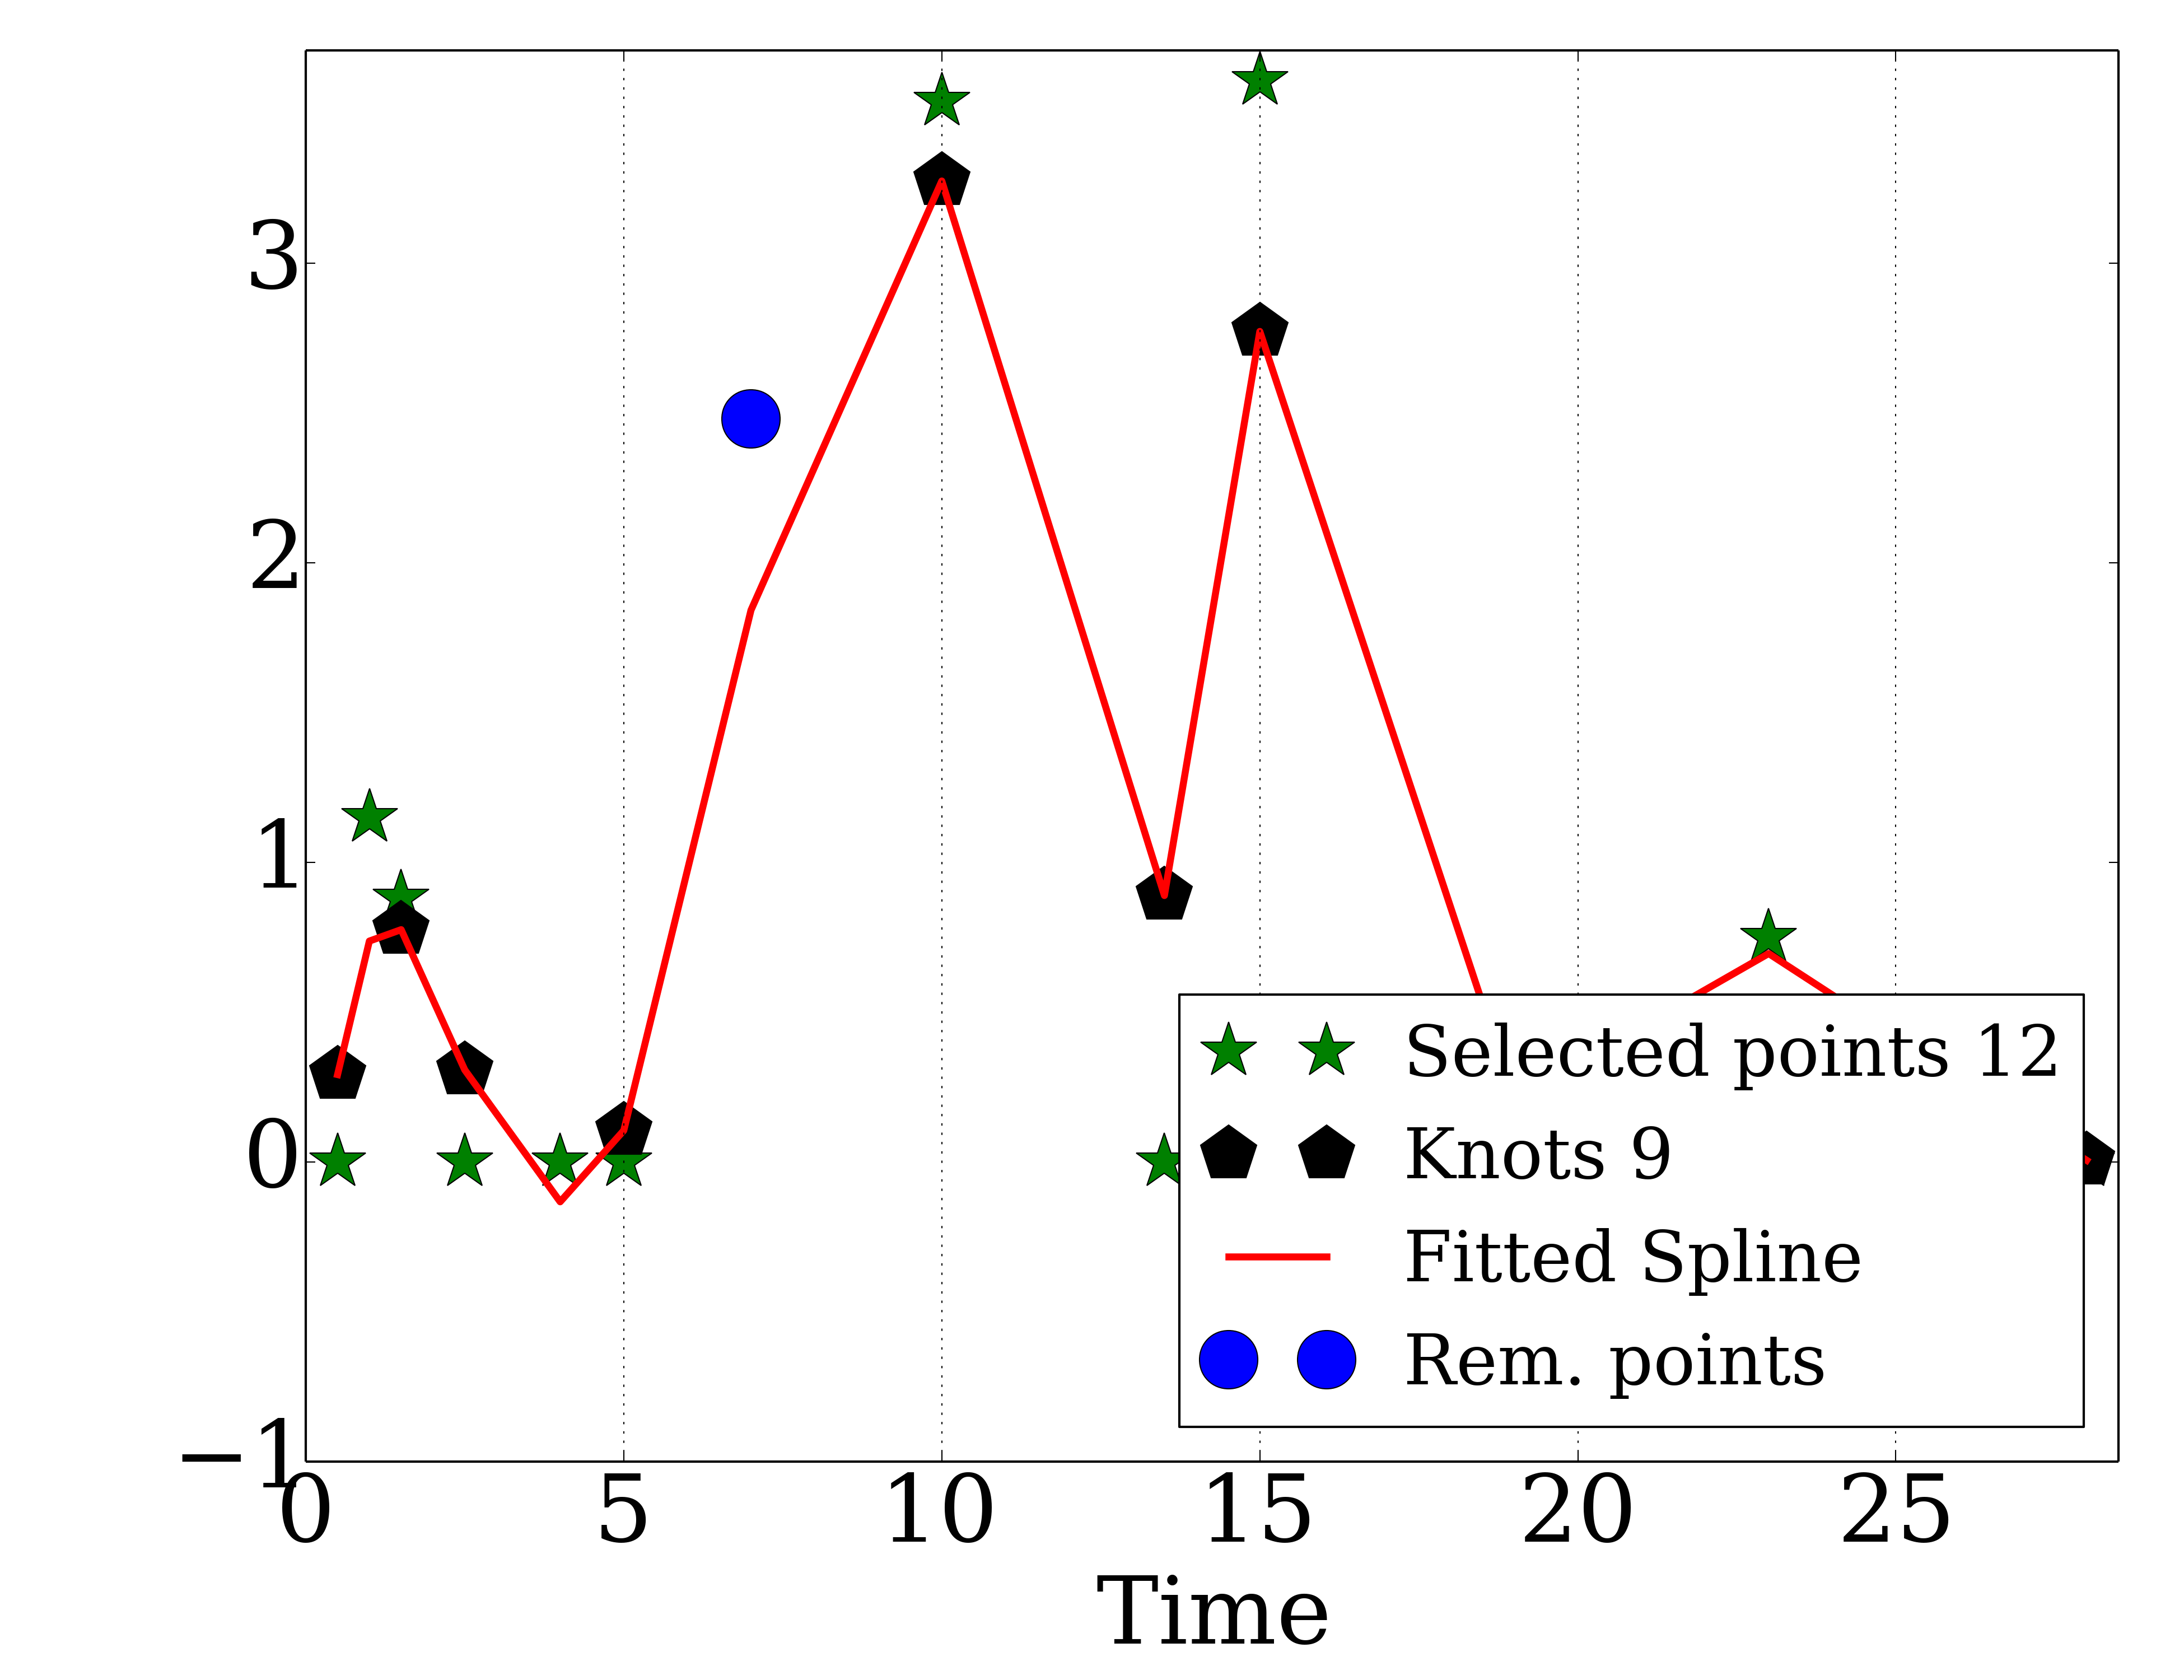 3
2
1
0
−1
Selected points 12
Knots 9
Fitted Spline
Rem. points
0 5 10 15 20 25
Time